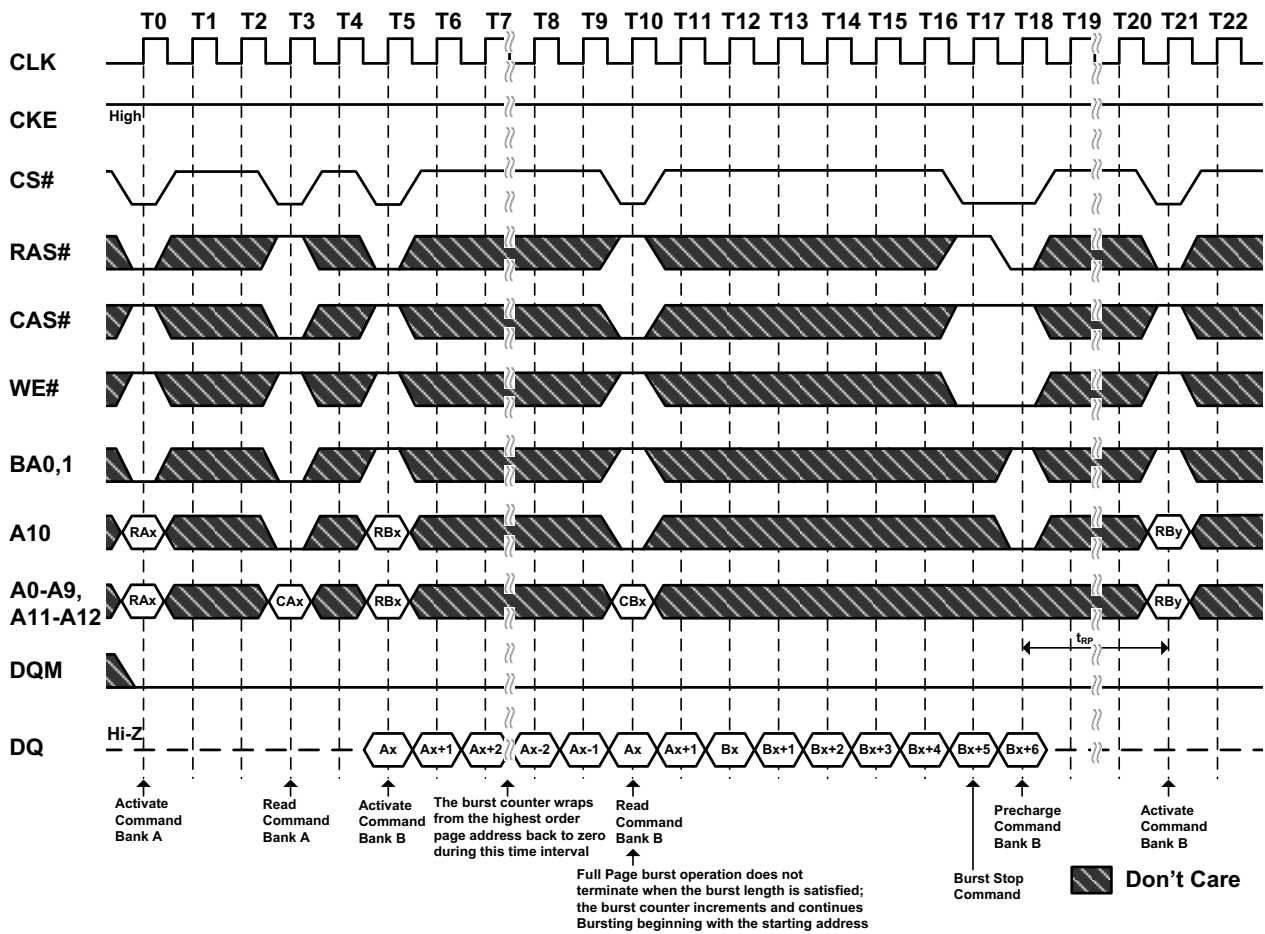 T0 T1 T2 T3 T4 T5 T6 T7 T8 T9 T10 T11 T12 T13 T14 T15 T16 T17 T18 T19 T20 T21 T22
CLK
CKE
High
CS#
RAS#
CAS#
WE#
BA0,1
A10
RAx RBx RBy
A0-A9,
A11-A12
RAx CAx RBx CBx RBy
tRP
DQM
DQ
Hi-Z
Ax Ax+1 Ax+2 Ax-2 Ax-1 Ax Ax+1 Bx Bx+1 Bx+2 Bx+3 Bx+4 Bx+5 Bx+6
Activate
Command
Bank A
Read
Command
Bank A
Activate
Command
Bank B
The burst counter wraps
from the highest order
page address back to zero
during this time interval
Read
Command
Bank B
Full Page burst operation does not
terminate when the burst length is satisfied;
the burst counter increments and continues
Bursting beginning with the starting address
Burst Stop
Command
Precharge
Command
Bank B
Activate
Command
Bank B
Don't Care